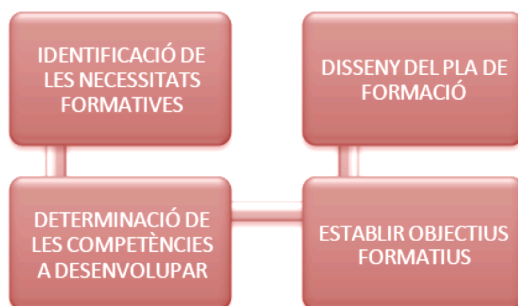 IDENTIFICACIÓ DE
LES NECESSITATS
FORMATIVES
DETERMINACIÓ DE
LES COMPETÈNCIES
A DESENVOLUPAR
ESTABLIR OBJECTIUS
FORMATIUS
DISSENY DEL PLA DE
FORMACIÓ